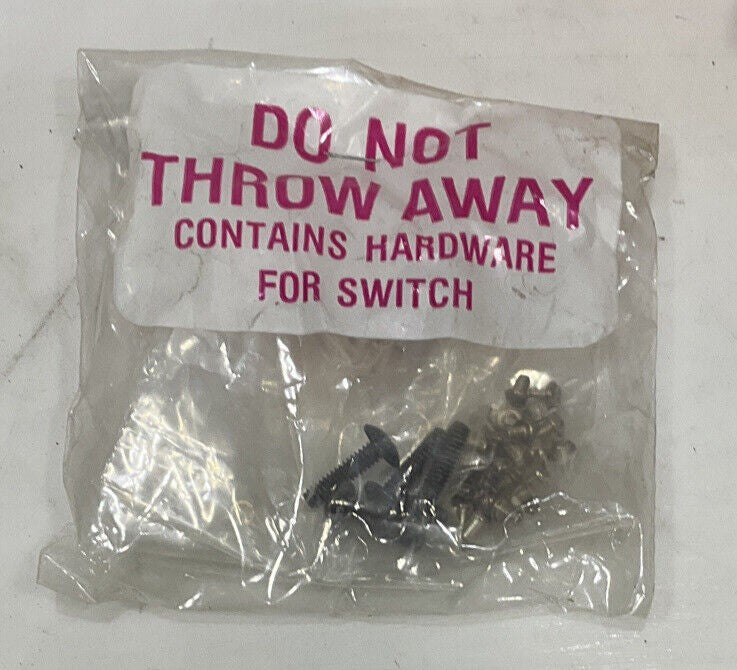 DO NOT
THROW AWAY
CONTAINS HARDWARE
FOR SWITCH